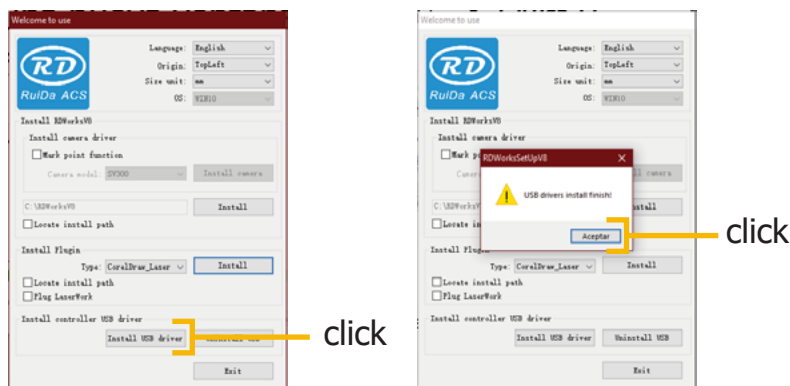 Welcome to use
Language: English
Origin: TopLeft
Size unit: mm
OS: WIN10
RD
RuiDa ACS
Install RDWorksV8
Install camera driver
Mark point function
Camera model: SV300 Install camera
C:\RDWorksV8 Install
Locate install path
Install Plugin
Type: CorelDraw_Laser Install
Locate install path
Plug LaserWork
Install controller USB driver
Install USB driver
Exit
click
Welcome to use
Language: English
Origin: TopLeft
Size unit: mm
OS: WIN10
RD
RuiDa ACS
Install RDWorksV8
Install camera driver
Mark p
RDWorksSetUpV8
USB drivers install finish!
Aceptar
click
Install Plug
Type: CorelDraw_Laser Install
Locate install path
Plug LaserWork
Install controller USB driver
Install USB driver Uninstall USB
Exit